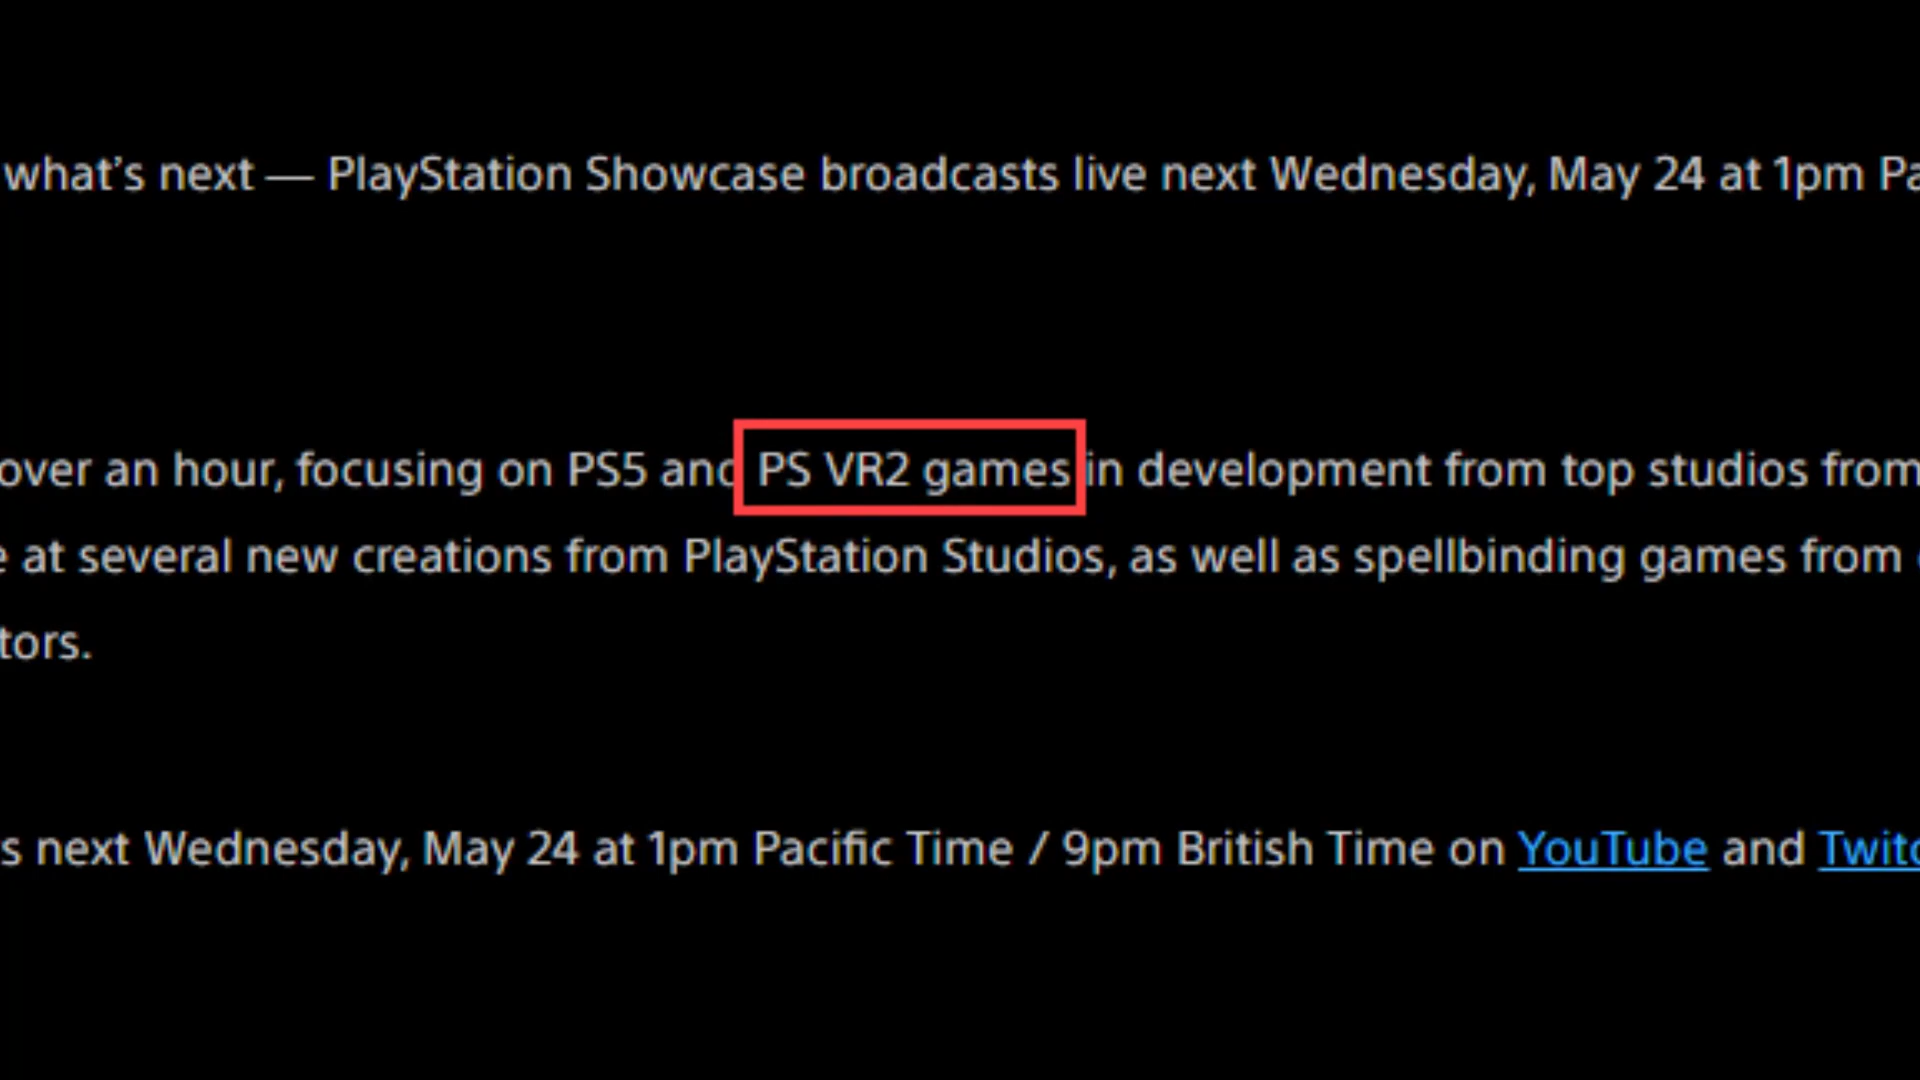 what’s next — PlayStation Showcase broadcasts live next Wednesday, May 24 at 1pm
over an hour, focusing on PS5 and PS VR2 games in development from top studios from
at several new creations from PlayStation Studios, as well as spellbinding games from
tors.
s next Wednesday, May 24 at 1pm Pacific Time / 9pm British Time on YouTube and